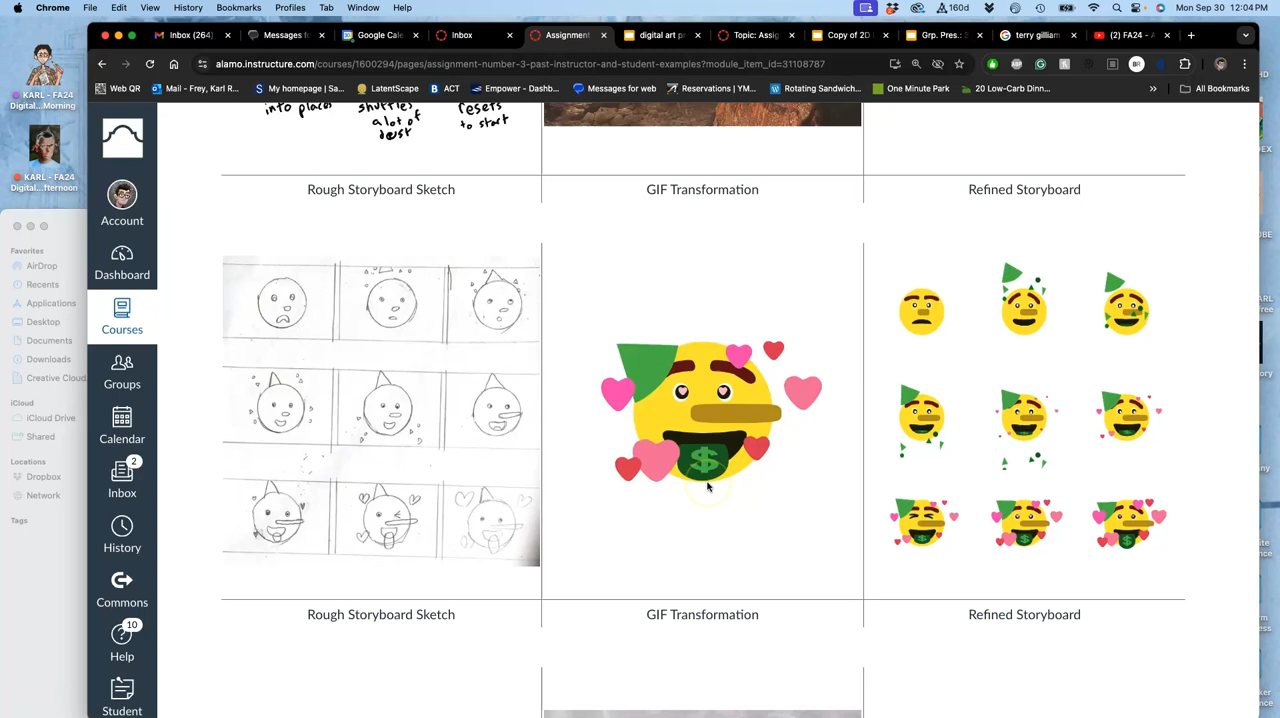 Chrome File Edit View History Bookmarks Profiles Tab Window Help
160d
Mon Sep 30 12:04 PM
Inbox (264)
Messages f
Google Cale
Inbox
Assignment
digital art pr
Topic: Assig
Copy of 2D
Grp. Pres.: 3
terry gilliam
(1) FA24 - A
alamo.instructure.com/courses/1600294/pages/assignment-number-3-past-instructor-and-student-examples?module_item_id=31108787
Web QR
Mail - Frey, Karl R...
My homepage | Sa...
LatentScape
ACT
Empower - Dashb...
Messages for web
Reservations | YM...
Rotating Sandwich...
One Minute Park
20 Low-Carb Dinn...
All Bookmarks
KARL - FA24
Digital...Morning
KARL - FA24
Digital...fternoon
Favorites
AirDrop
Recents
Applications
Desktop
Documents
Downloads
Creative Cloud
iCloud
iCloud Drive
Shared
Locations
Dropbox
Network
Tags
Account
Dashboard
Courses
Groups
Calendar
2
Inbox
History
Commons
10
Help
Student
into places
shuffles
a lot of
dust
resets
to start
Rough Storyboard Sketch
GIF Transformation
Refined Storyboard
$
Rough Storyboard Sketch
GIF Transformation
Refined Storyboard